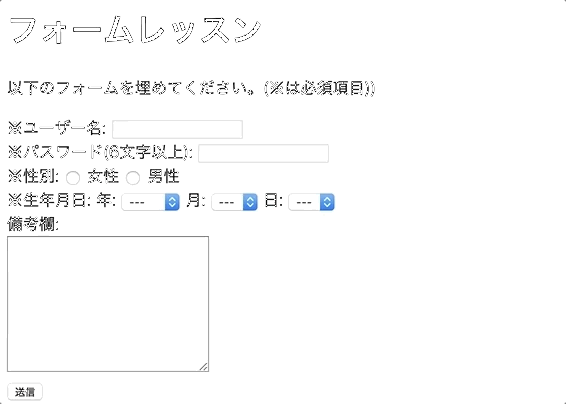 フォームレッスン
以下のフォームを埋めてください。(※は必須項目))
※ユーザー名:
※パスワード(6文字以上):
※性別: 女性 男性
※生年月日: 年: --- 月: --- 日: ---
備考欄:
送信